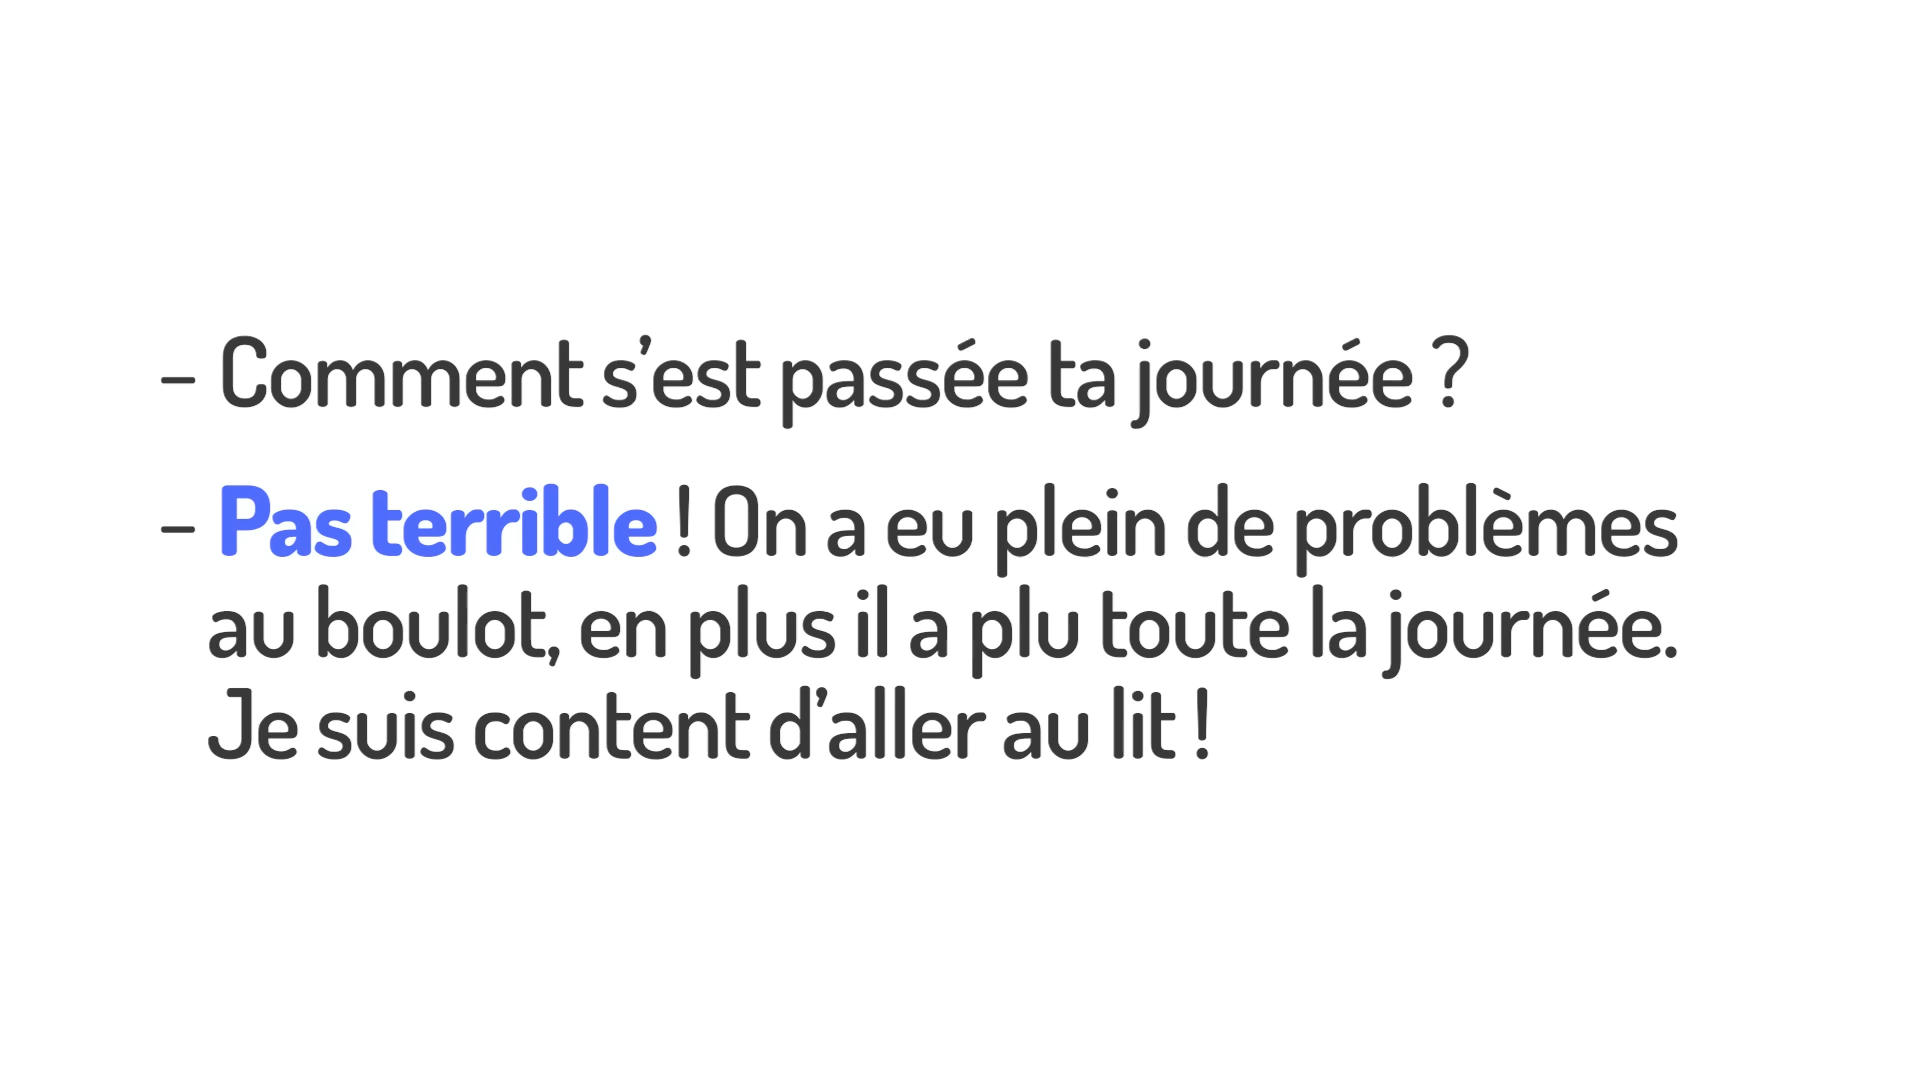 – Comment s’est passée ta journée ?
– Pas terrible ! On a eu plein de problèmes
au boulot, en plus il a plu toute la journée.
Je suis content d’aller au lit !